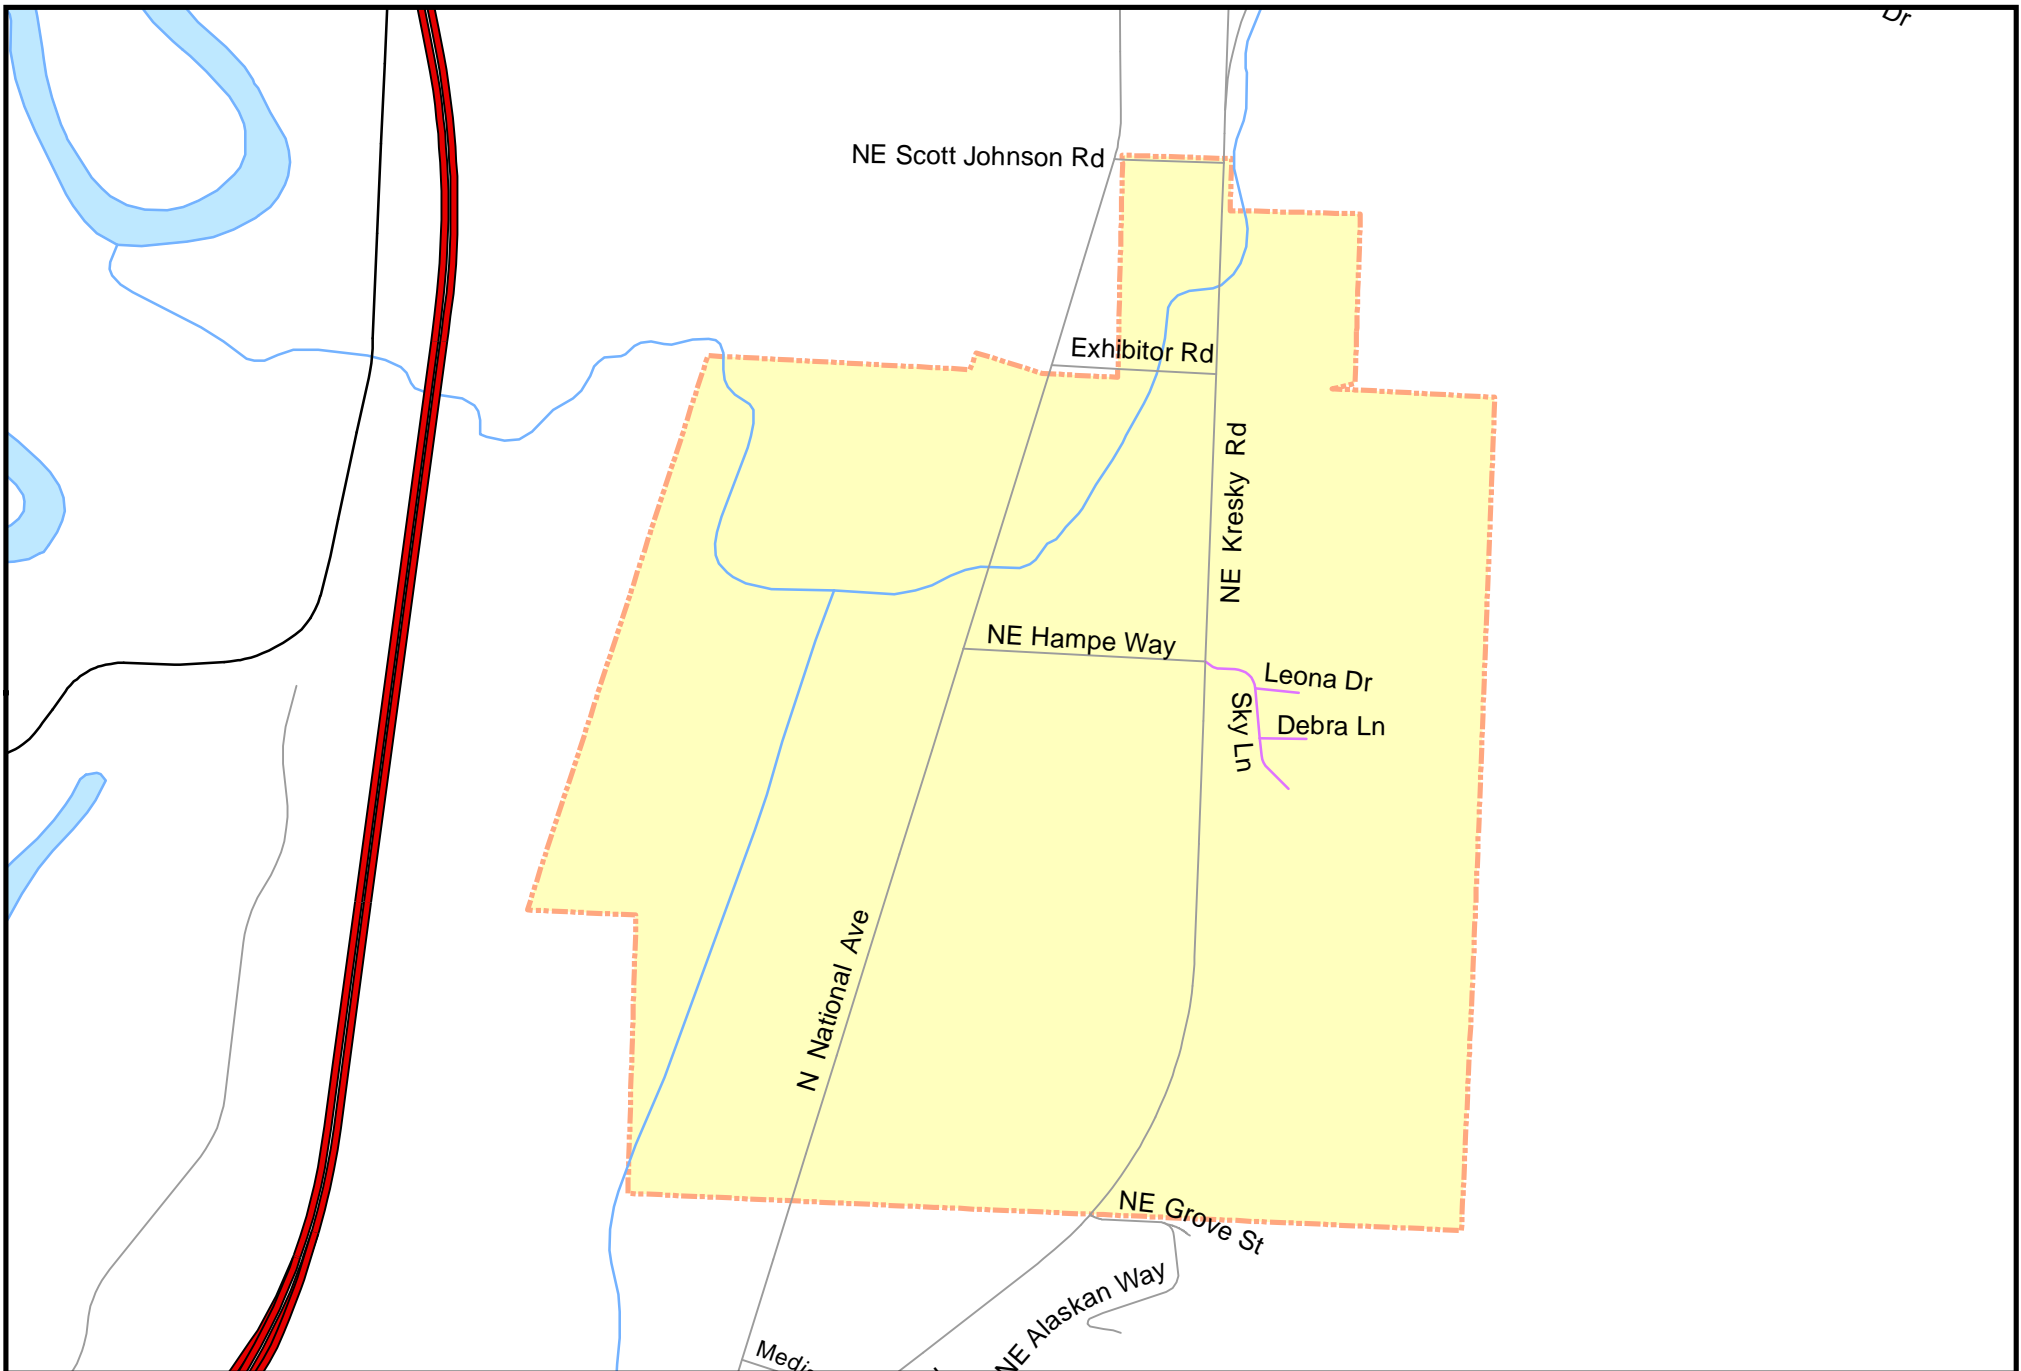 Dr
NE Scott Johnson Rd
Exhibitor Rd
NE Kresky Rd
NE Hampe Way
Leona Dr
Sky Ln
Debra Ln
N National Ave
NE Grove St
NE Alaskan Way